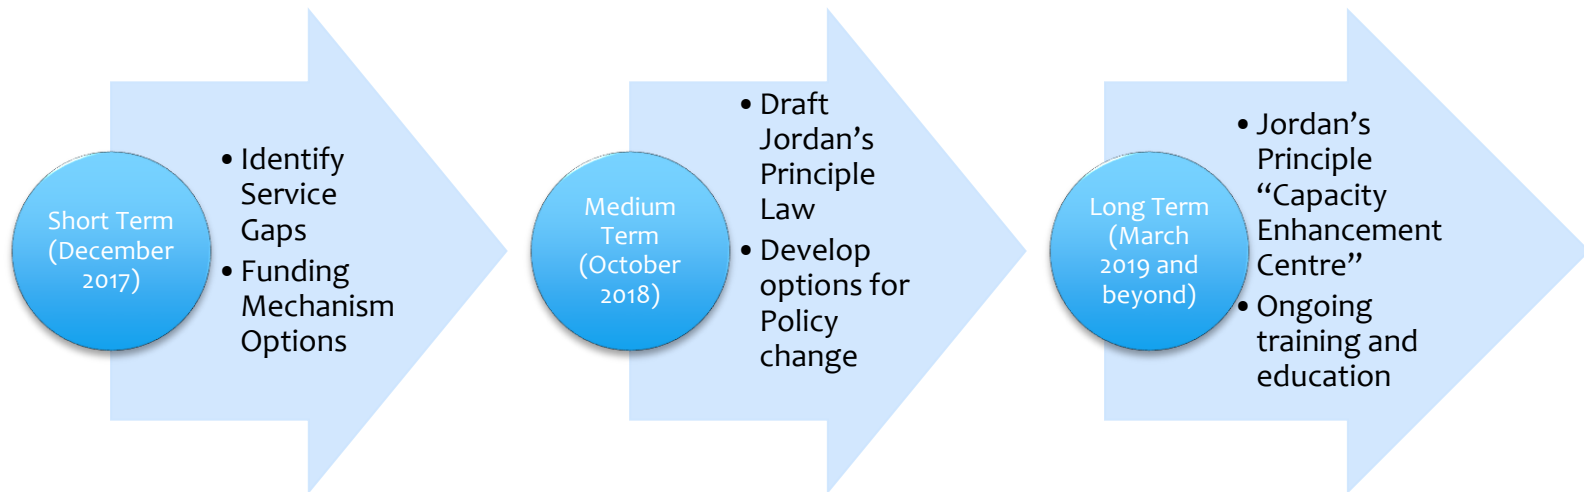 Short Term
(December
2017)
• Identify
Service
Gaps
• Funding
Mechanism
Options
Medium
Term
(October
2018)
• Draft
Jordan’s
Principle
Law
• Develop
options for
Policy
change
Long Term
(March
2019 and
beyond)
• Jordan’s
Principle
“Capacity
Enhancement
Centre”
• Ongoing
training and
education